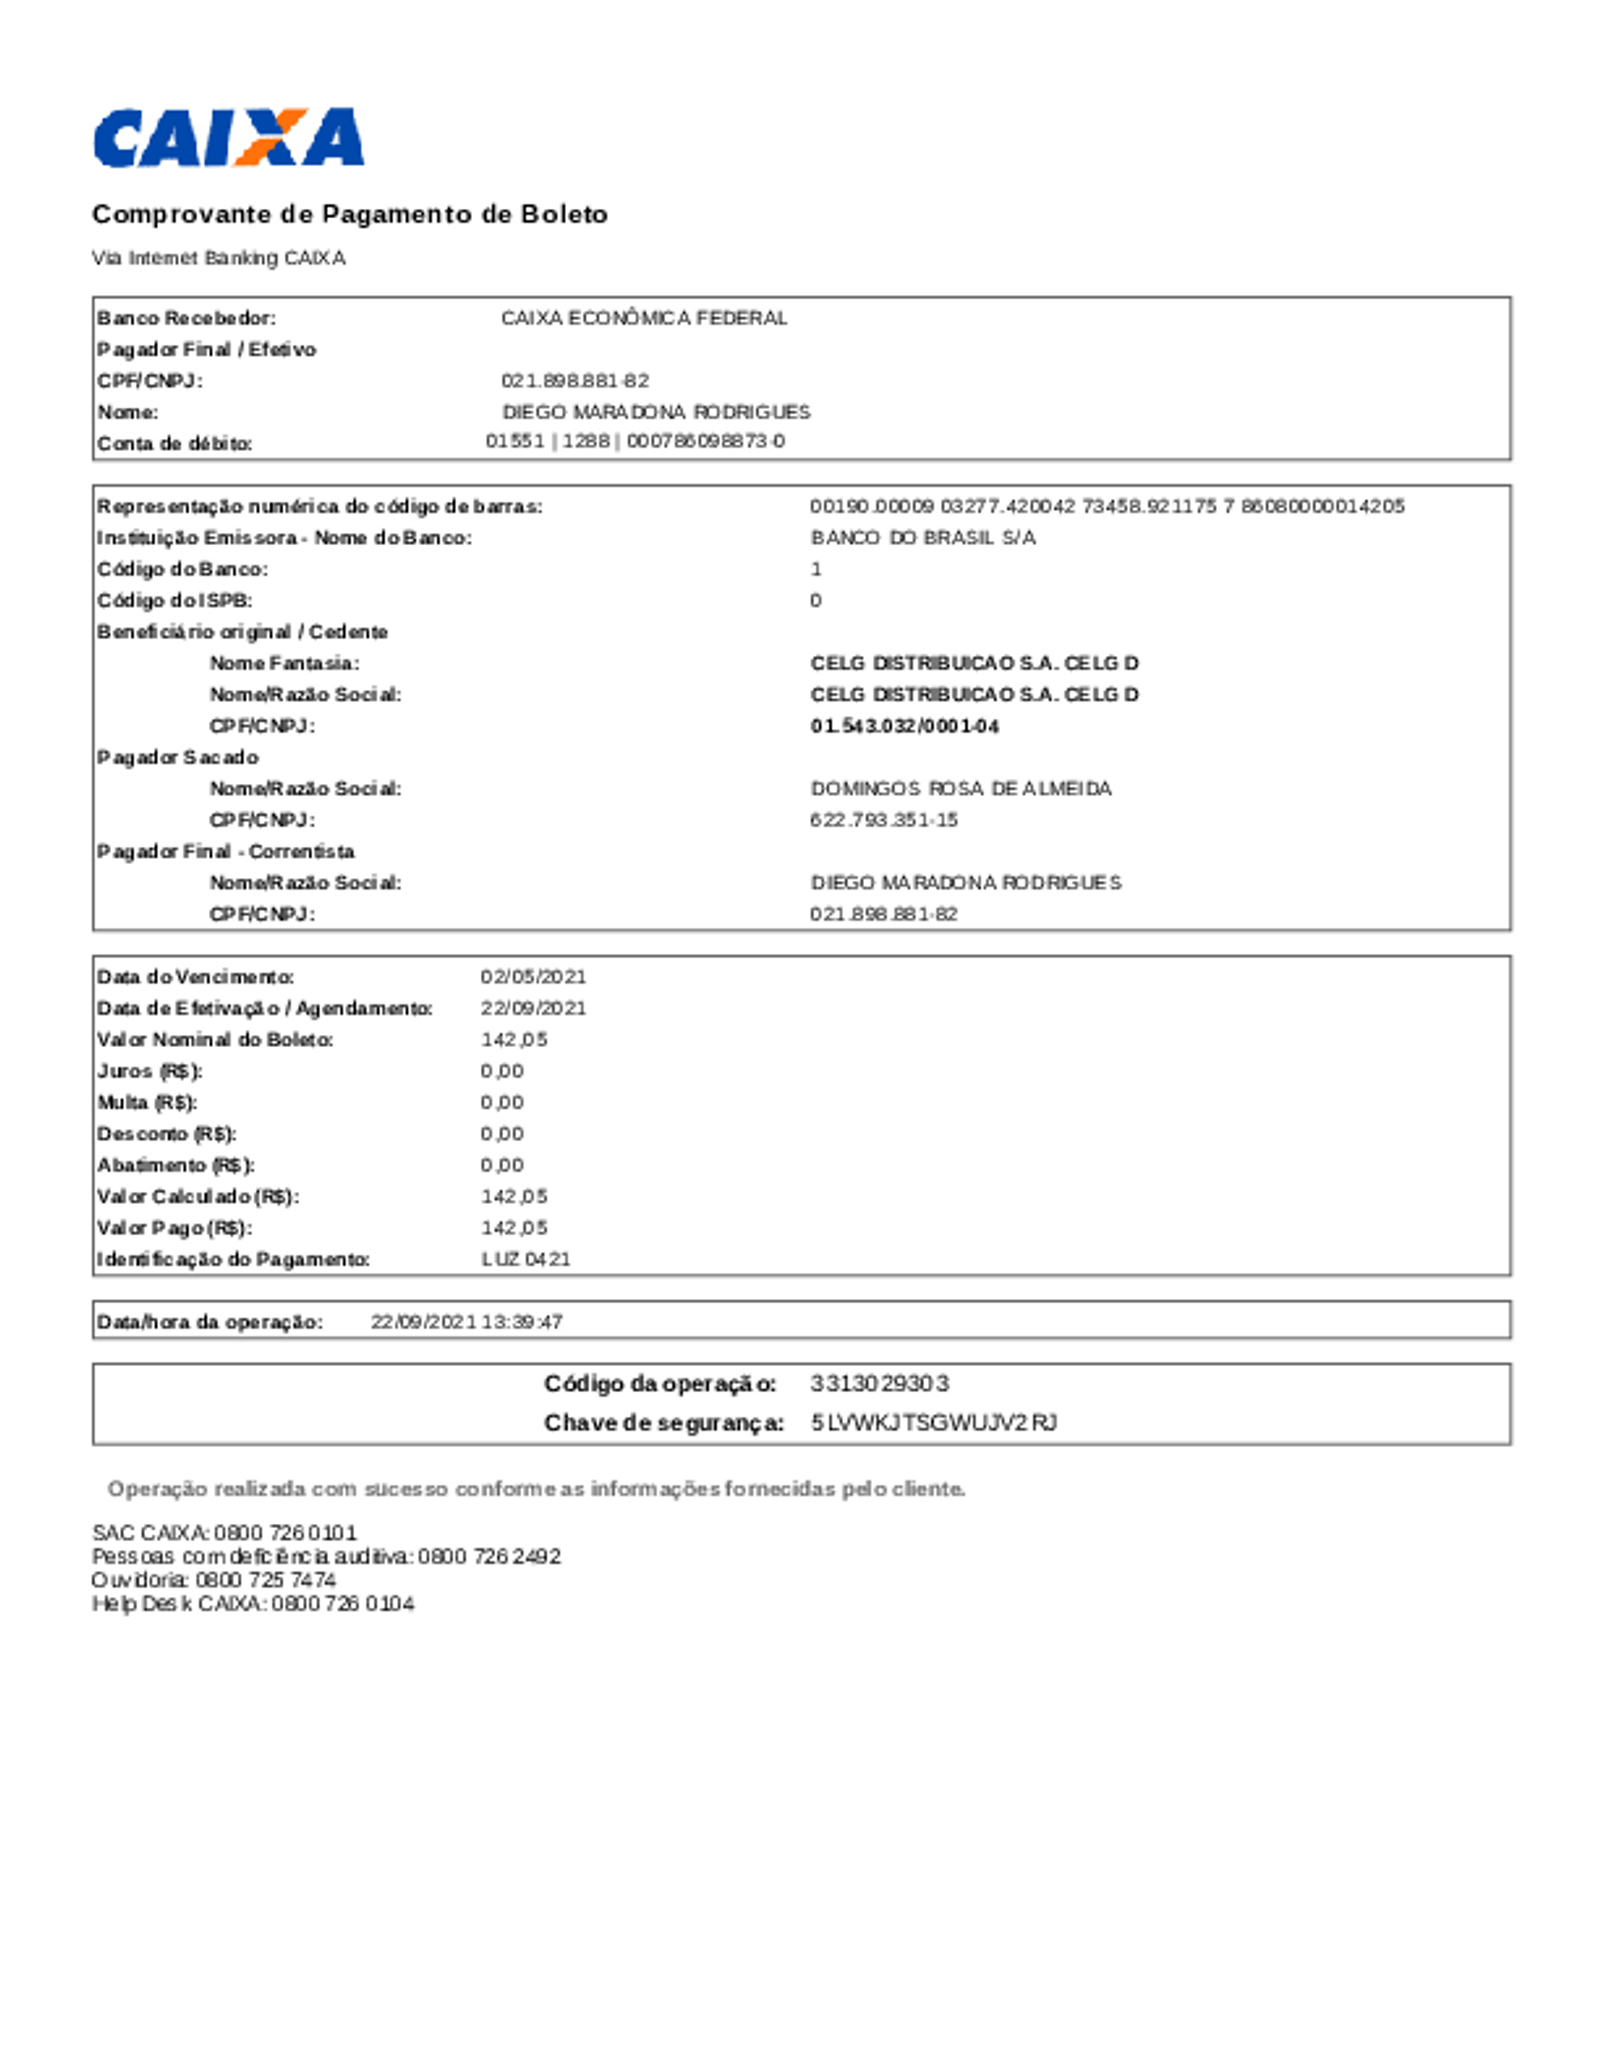 CAIXA
Comprovante de Pagamento de Boleto
Via Internet Banking CAIXA
Banco Recebedor: CAIXA ECONÔMICA FEDERAL
Pagador Final / Efetivo
CPF/CNPJ: 021.898.881-82
Nome: DIEGO MARADONA RODRIGUES
Conta de débito: 01551 | 1288 | 000786098873-0
Representação numérica do código de barras: 00190.00009 03277.420042 73458.921175 7 86080000014205
Instituição Emissora - Nome do Banco: BANCO DO BRASIL S/A
Código do Banco: 1
Código do ISPB: 0
Beneficiário original / Cedente
Nome Fantasia: CELG DISTRIBUICAO S.A. CELG D
Nome/Razão Social: CELG DISTRIBUICAO S.A. CELG D
CPF/CNPJ: 01.543.032/0001-04
Pagador Sacado
Nome/Razão Social: DOMINGOS ROSA DE ALMEIDA
CPF/CNPJ: 622.793.351-15
Pagador Final - Correntista
Nome/Razão Social: DIEGO MARADONA RODRIGUES
CPF/CNPJ: 021.898.881-82
Data do Vencimento: 02/05/2021
Data de Efetivação / Agendamento: 22/09/2021
Valor Nominal do Boleto: 142,05
Juros (R$): 0,00
Multa (R$): 0,00
Desconto (R$): 0,00
Abatimento (R$): 0,00
Valor Calculado (R$): 142,05
Valor Pago (R$): 142,05
Identificação do Pagamento: LUZ 0421
Data/hora da operação: 22/09/2021 13:39:47
Código da operação: 3313029303
Chave de segurança: 5LVWKJTSGWUJV2RJ
Operação realizada com sucesso conforme as informações fornecidas pelo cliente.
SAC CAIXA: 0800 726 0101
Pessoas com deficiência auditiva: 0800 726 2492
Ouvidoria: 0800 725 7474
Help Desk CAIXA: 0800 726 0104